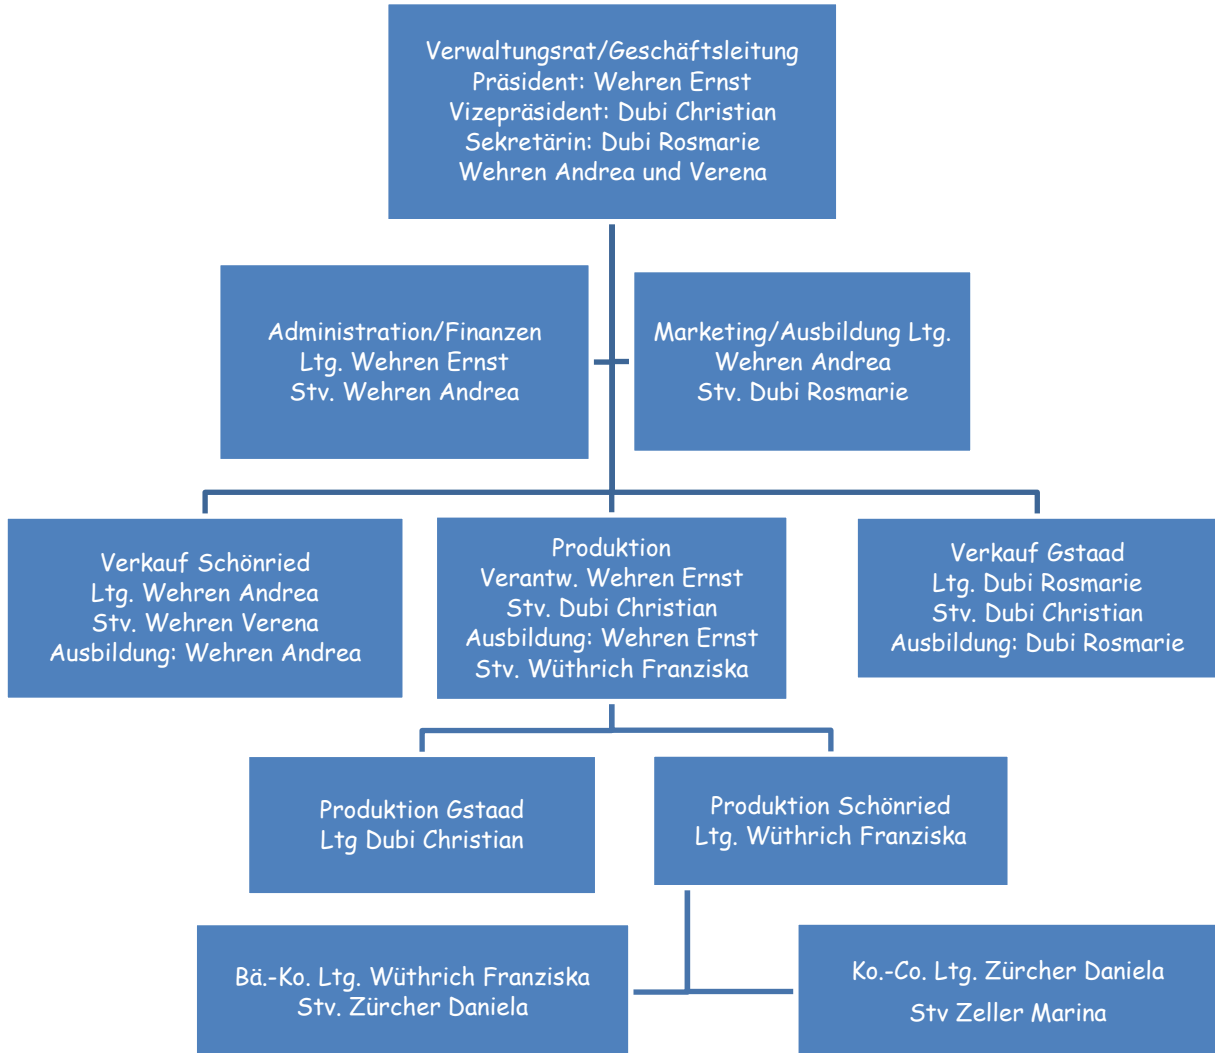 Verwaltungsrat/Geschäftsleitung
Präsident: Wehren Ernst
Vizepräsident: Dubi Christian
Sekretärin: Dubi Rosmarie
Wehren Andrea und Verena
Administration/Finanzen
Ltg. Wehren Ernst
Stv. Wehren Andrea
Marketing/Ausbildung Ltg.
Wehren Andrea
Stv. Dubi Rosmarie
Verkauf Schönried
Ltg. Wehren Andrea
Stv. Wehren Verena
Ausbildung: Wehren Andrea
Produktion
Verantw. Wehren Ernst
Stv. Dubi Christian
Ausbildung: Wehren Ernst
Stv. Wüthrich Franziska
Verkauf Gstaad
Ltg. Dubi Rosmarie
Stv. Dubi Christian
Ausbildung: Dubi Rosmarie
Produktion Gstaad
Ltg Dubi Christian
Produktion Schönried
Ltg. Wüthrich Franziska
Bä.-Ko. Ltg. Wüthrich Franziska
Stv. Zürcher Daniela
Ko.-Co. Ltg. Zürcher Daniela
Stv Zeller Marina